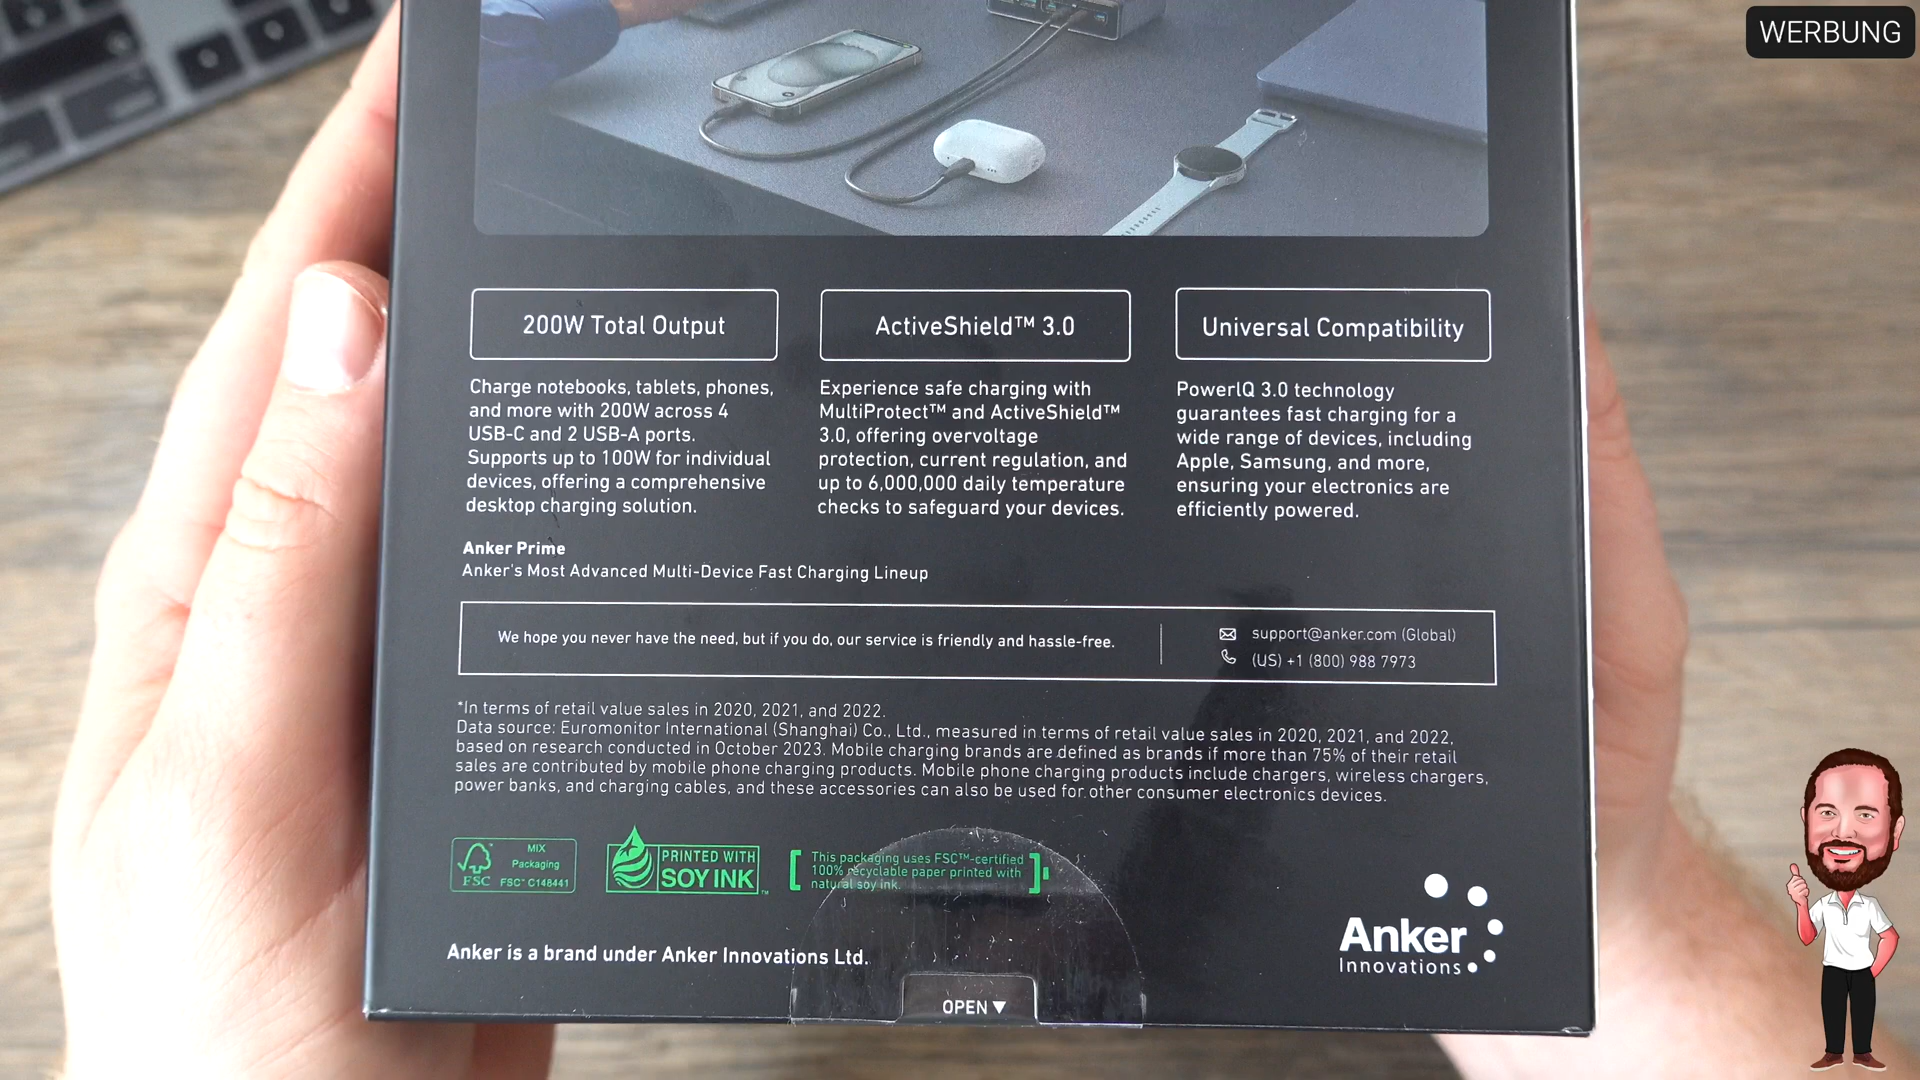 WERBUNG
200W Total Output
Charge notebooks, tablets, phones,
and more with 200W across 4
USB-C and 2 USB-A ports.
Supports up to 100W for individual
devices, offering a comprehensive
desktop charging solution.
ActiveShield™ 3.0
Experience safe charging with
MultiProtect™ and ActiveShield™
3.0, offering overvoltage
protection, current regulation, and
up to 6,000,000 daily temperature
checks to safeguard your devices.
Universal Compatibility
PowerIQ 3.0 technology
guarantees fast charging for a
wide range of devices, including
Apple, Samsung, and more,
ensuring your electronics are
efficiently powered.
Anker Prime
Anker's Most Advanced Multi-Device Fast Charging Lineup
We hope you never have the need, but if you do, our service is friendly and hassle-free.
support@anker.com (Global)
(US) +1 (800) 988 7973
*In terms of retail value sales in 2020, 2021, and 2022.
Data source: Euromonitor International (Shanghai) Co., Ltd., measured in terms of retail value sales in 2020, 2021, and 2022,
based on research conducted in October 2023. Mobile charging brands are defined as brands if more than 75% of their retail
sales are contributed by mobile phone charging products. Mobile phone charging products include chargers, wireless chargers,
power banks, and charging cables, and these accessories can also be used for other consumer electronics devices.
FSC
MIX
Packaging
FSC™ C148441
PRINTED WITH
SOY INK™
This packaging uses FSC™-certified
100% recyclable paper printed with
natural soy ink.
Anker is a brand under Anker Innovations Ltd.
Anker
Innovations
OPEN ▼